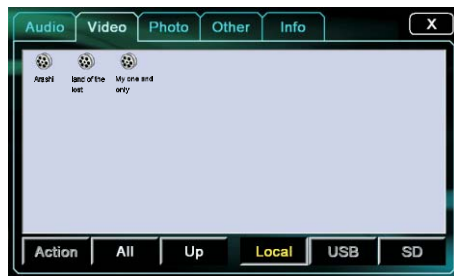 Audio Video Photo Other Info X
Arashi land of the lost My one and only
Action All Up Local USB SD